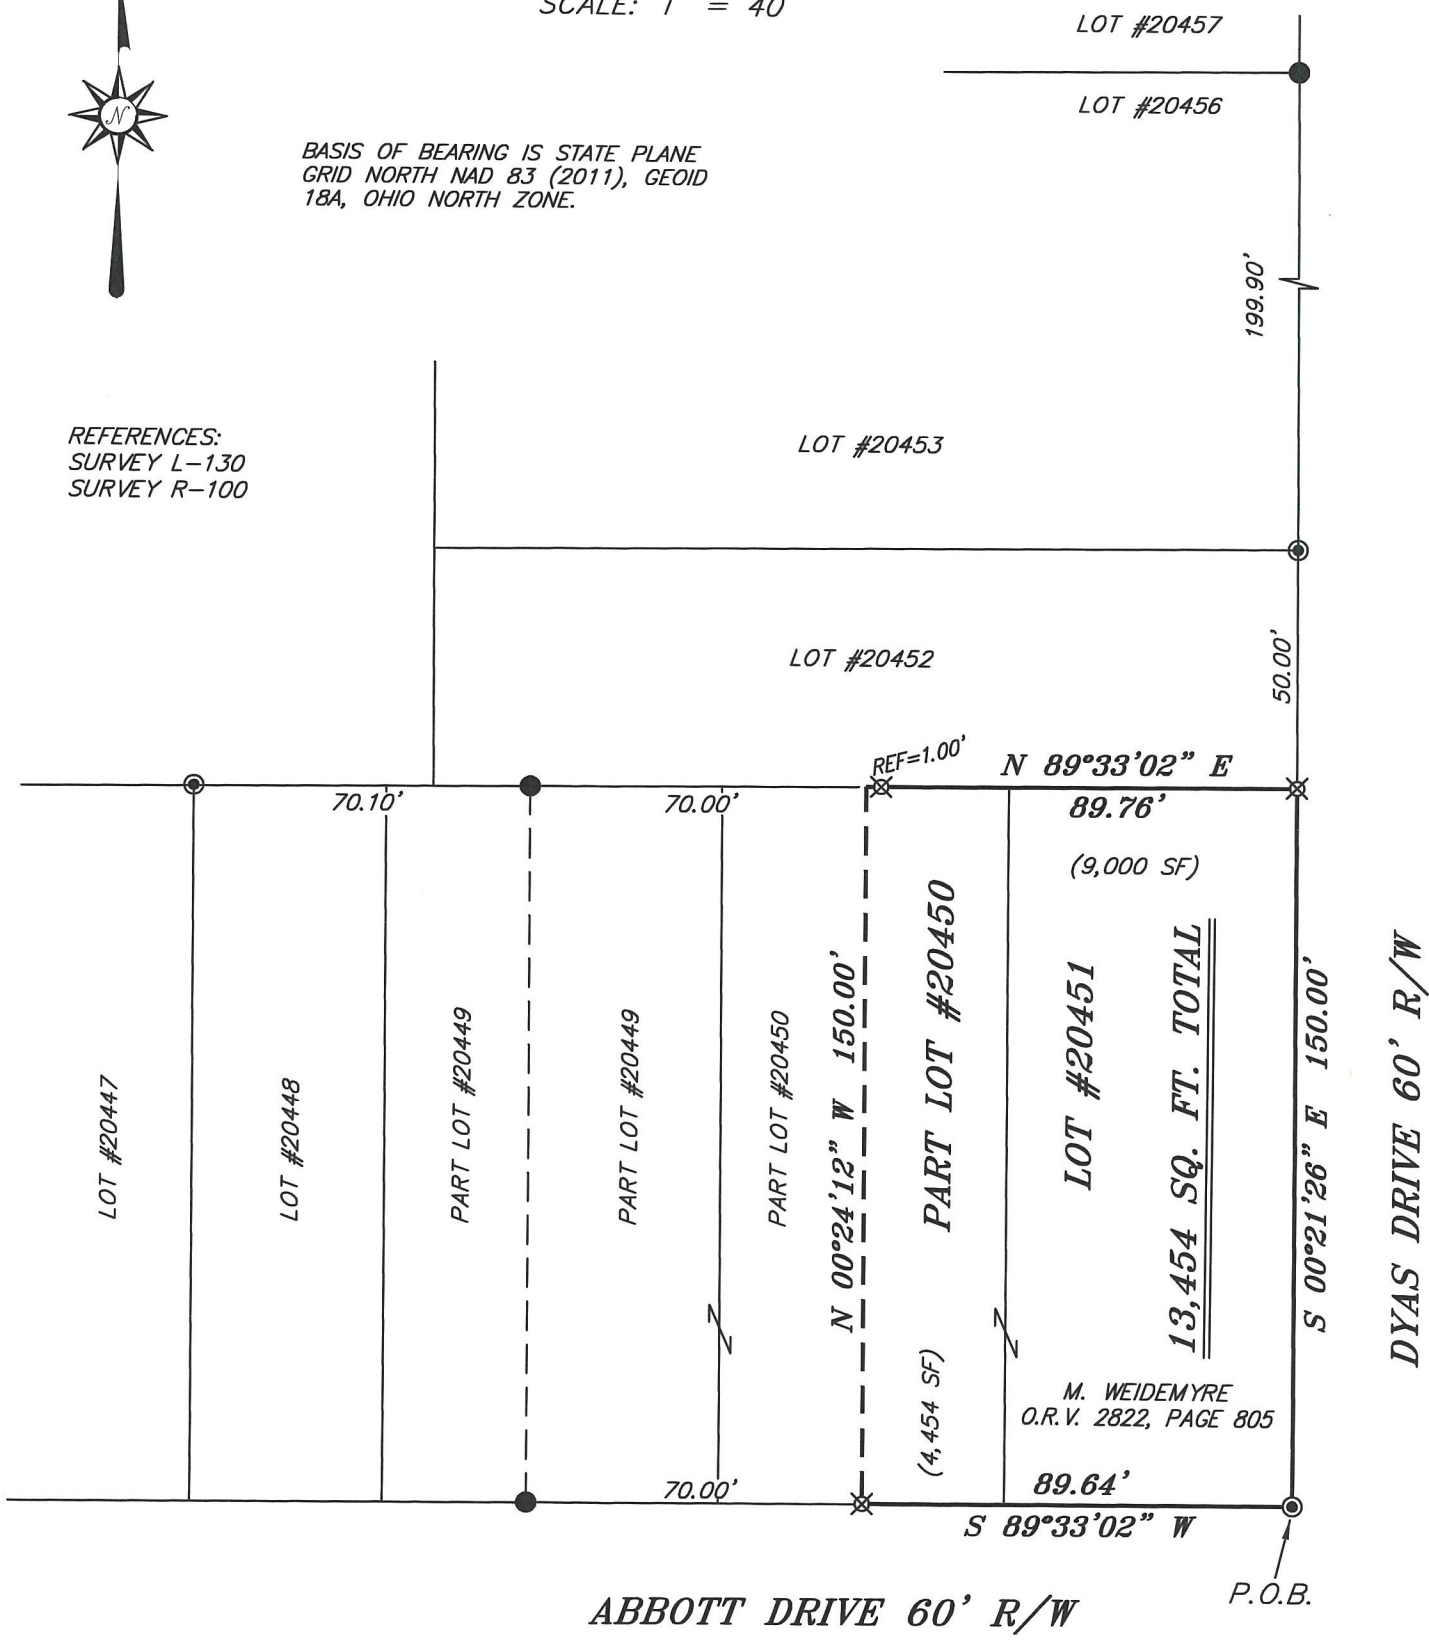 SCALE: 1" = 40'
LOT #20457
LOT #20456
N
BASIS OF BEARING IS STATE PLANE
GRID NORTH NAD 83 (2011), GEOID
18A, OHIO NORTH ZONE.
199.90'
REFERENCES:
SURVEY L-130
SURVEY R-100
LOT #20453
LOT #20452
50.00'
REF=1.00'
N 89°33'02" E
89.76'
70.10'
70.00'
(9,000 SF)
LOT #20447
LOT #20448
PART LOT #20449
PART LOT #20449
PART LOT #20450
N 00°24'12" W 150.00'
PART LOT #20450
(4,454 SF)
LOT #20451
13,454 SQ. FT. TOTAL
S 00°21'26" E 150.00'
DYAS DRIVE 60' R/W
M. WEIDEMYRE
O.R.V. 2822, PAGE 805
70.00'
89.64'
S 89°33'02" W
P.O.B.
ABBOTT DRIVE 60' R/W